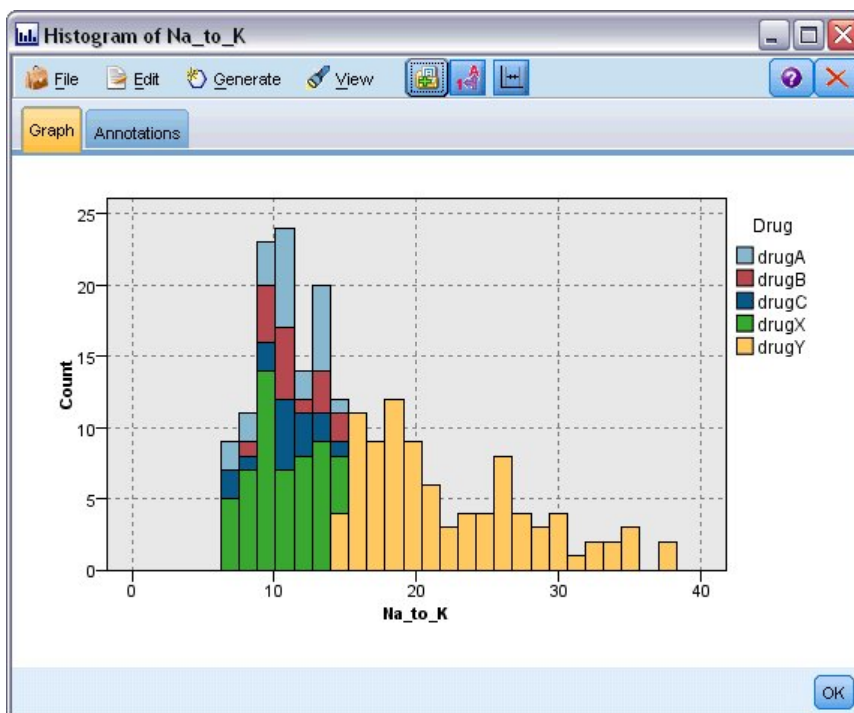 Histogram of Na_to_K
File Edit Generate View
Graph Annotations
25
20
15
10
5
0
Count
0 10 20 30 40
Na_to_K
Drug
drugA
drugB
drugC
drugX
drugY
OK